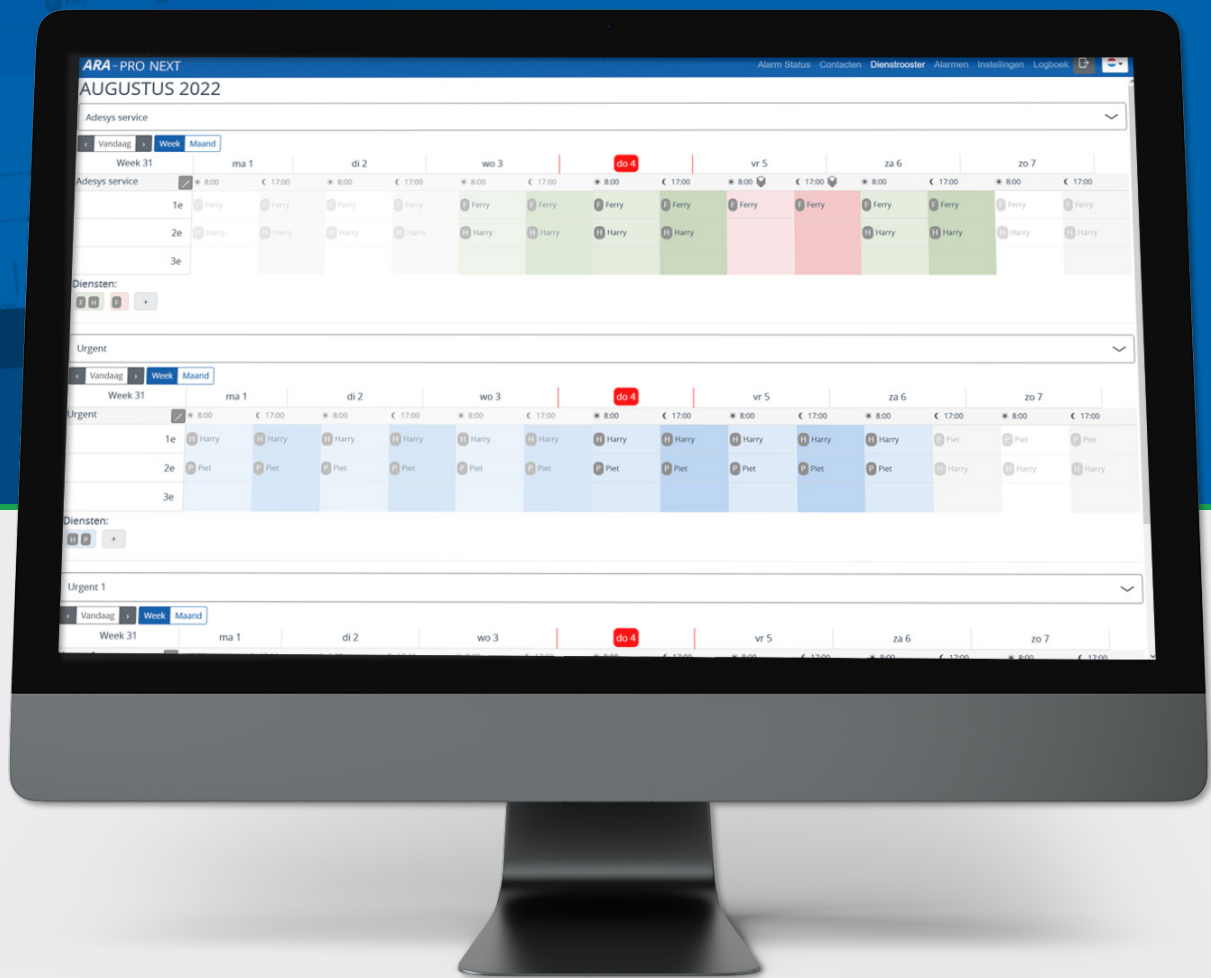 ARA-PRO NEXT Alarm Status Contacten Dienstrooster Alarmen Instellingen Logboek
AUGUSTUS 2022
Adesys service
Vandaag Week Maand
Week 31 ma 1 di 2 wo 3 do 4 vr 5 za 6 zo 7
Adesys service 8:00 17:00 8:00 17:00 8:00 17:00 8:00 17:00 8:00 17:00 8:00 17:00 8:00 17:00
1e F Ferry F Ferry F Ferry F Ferry F Ferry F Ferry F Ferry F Ferry F Ferry F Ferry F Ferry F Ferry F Ferry F Ferry
2e H Harry H Harry H Harry H Harry H Harry H Harry H Harry H Harry H Harry H Harry H Harry H Harry
3e
Diensten:
F H F +
Urgent
Vandaag Week Maand
Week 31 ma 1 di 2 wo 3 do 4 vr 5 za 6 zo 7
Urgent 8:00 17:00 8:00 17:00 8:00 17:00 8:00 17:00 8:00 17:00 8:00 17:00 8:00 17:00
1e H Harry H Harry H Harry H Harry H Harry H Harry H Harry H Harry H Harry H Harry H Harry P Piet P Piet P Piet
2e P Piet P Piet P Piet P Piet P Piet P Piet P Piet P Piet P Piet P Piet P Piet H Harry H Harry H Harry
3e
Diensten:
H P +
Urgent 1
Vandaag Week Maand
Week 31 ma 1 di 2 wo 3 do 4 vr 5 za 6 zo 7